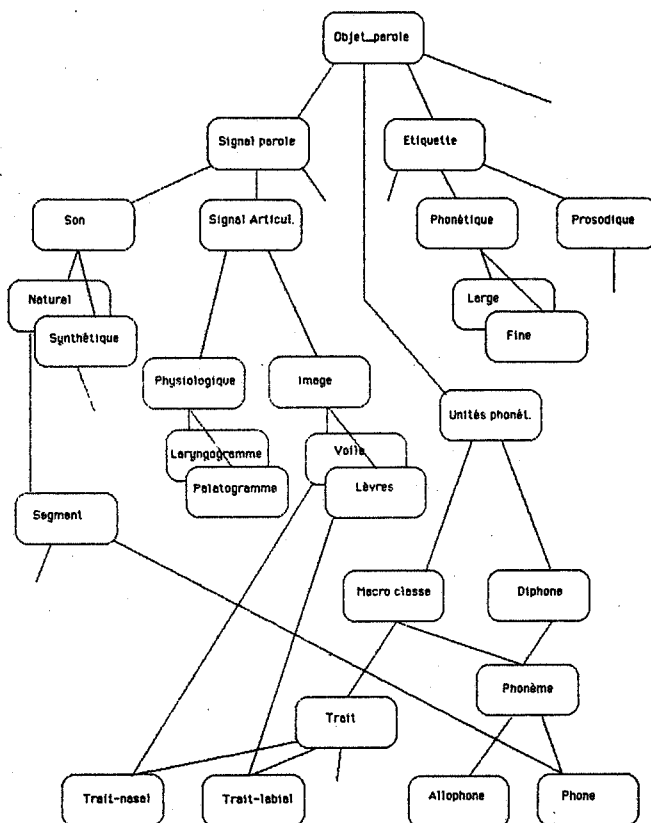 Objet_parole
Signal parole
Etiquette
Son
Signal Articul.
Phonétique
Prosodique
Natural
Synthétique
Large
Fine
Physiologique
Image
Unités phonét.
Laryngogramme
Palatogramme
Voile
Lèvres
Segment
Macro classe
Diphone
Phonème
Trait
Trait-nasal
Trait-labial
Allophone
Phone